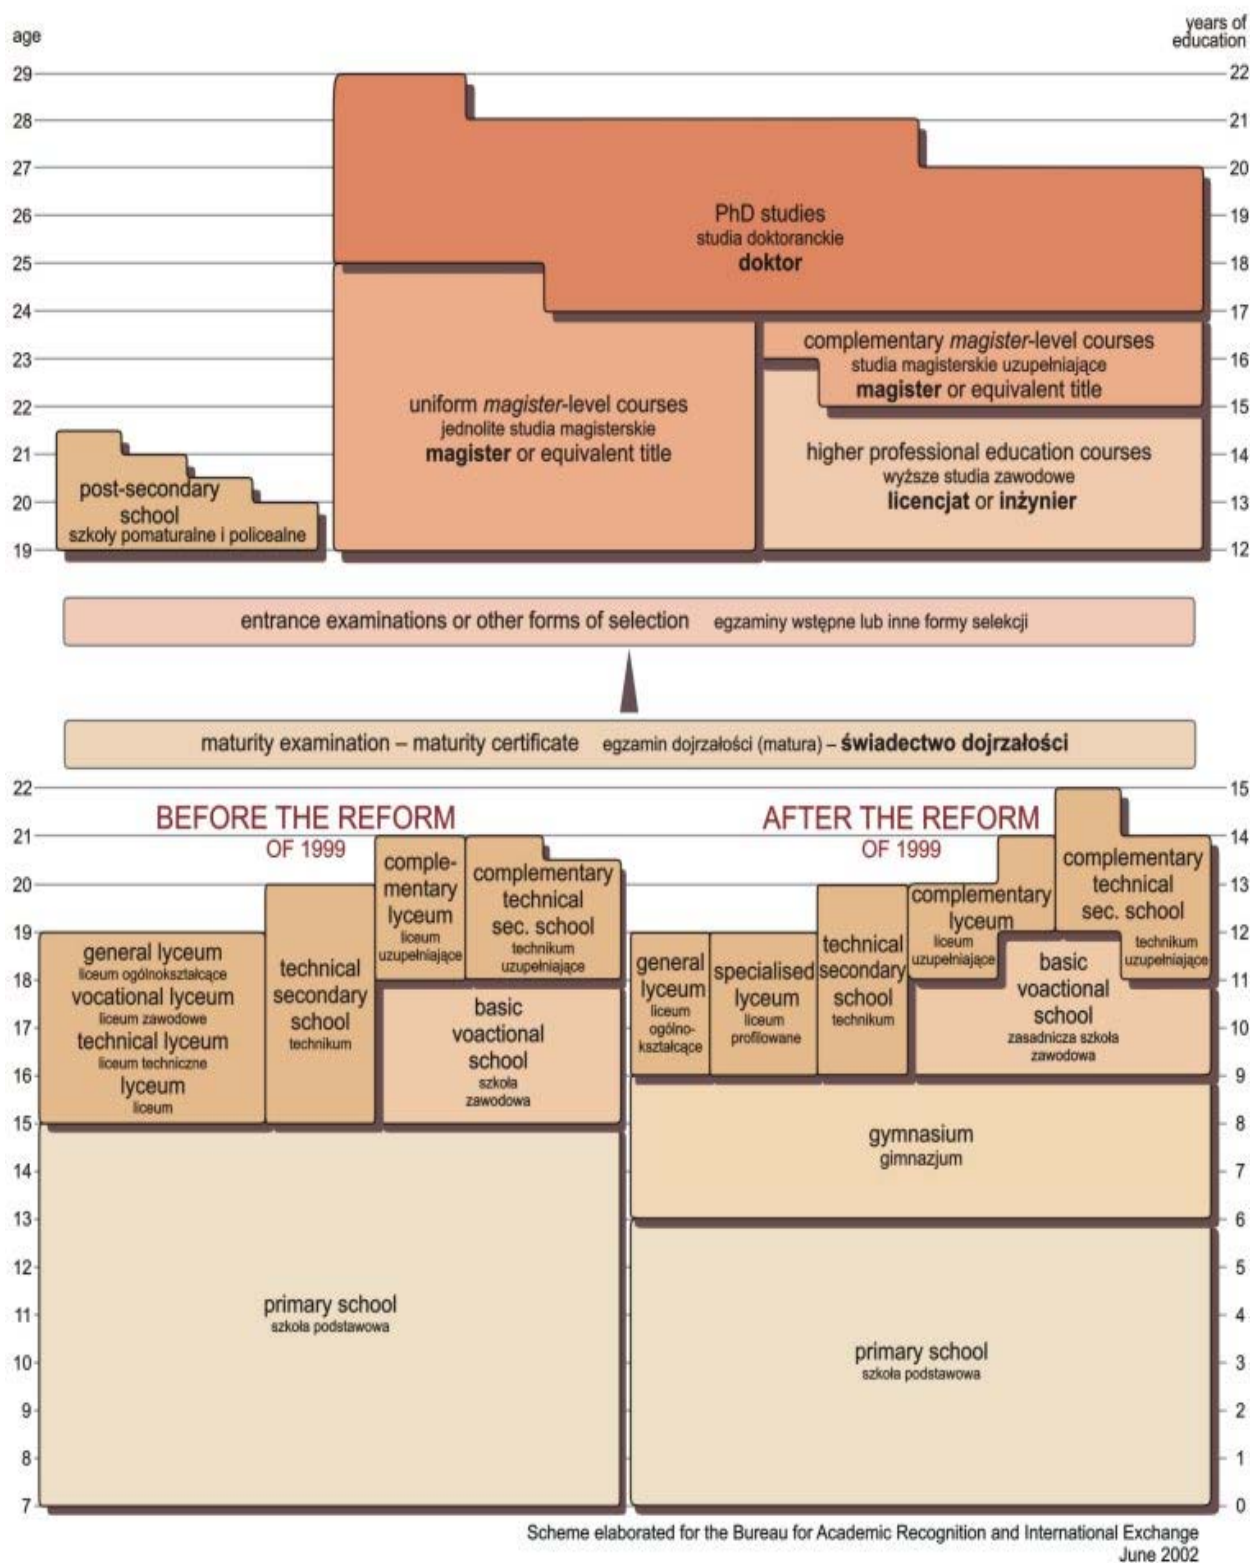 age
years of
education
29
22
28
21
27
20
26
19
25
18
24
17
23
16
22
15
21
14
20
13
19
12
PhD studies
studia doktoranckie
doktor
complementary magister-level courses
studia magisterskie uzupełniające
magister or equivalent title
uniform magister-level courses
jednolite studia magisterskie
magister or equivalent title
higher professional education courses
wyższe studia zawodowe
licencjat or inżynier
post-secondary
school
szkoły pomaturalne i policealne
entrance examinations or other forms of selection egzaminy wstępne lub inne formy selekcji
maturity examination – maturity certificate egzamin dojrzałości (matura) – świadectwo dojrzałości
22
15
21
14
20
13
19
12
18
11
17
10
16
9
15
8
14
7
13
6
12
5
11
4
10
3
9
2
8
1
7
0
BEFORE THE REFORM
OF 1999
general lyceum
liceum ogólnokształcące
vocational lyceum
liceum zawodowe
technical lyceum
liceum techniczne
lyceum
liceum
technical
secondary
school
technikum
comple-
mentary
lyceum
liceum
uzupełniające
complementary
technical
sec. school
technikum
uzupełniające
basic
voactional
school
szkoła
zawodowa
primary school
szkoła podstawowa
AFTER THE REFORM
OF 1999
general
lyceum
liceum
ogólno-
kształcące
specialised
lyceum
liceum
profilowane
technical
secondary
school
technikum
complementary
lyceum
liceum
uzupełniające
complementary
technical
sec. school
technikum
uzupełniające
basic
voactional
school
zasadnicza szkoła
zawodowa
gymnasium
gimnazjum
primary school
szkoła podstawowa
Scheme elaborated for the Bureau for Academic Recognition and International Exchange
June 2002